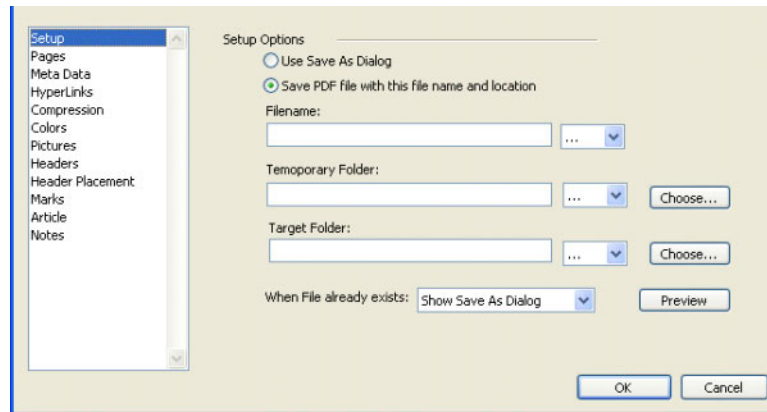 Setup
Pages
Meta Data
HyperLinks
Compression
Colors
Pictures
Headers
Header Placement
Marks
Article
Notes
Setup Options
Use Save As Dialog
Save PDF file with this file name and location
Filename:
...
Temoporary Folder:
... Choose...
Target Folder:
... Choose...
When File already exists: Show Save As Dialog Preview
OK Cancel